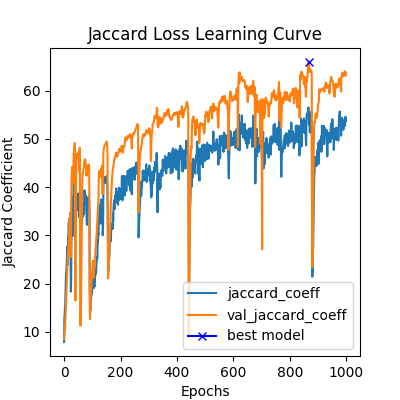 Jaccard Loss Learning Curve
Jaccard Coefficient
60
50
40
30
20
10
jaccard_coeff
val_jaccard_coeff
best model
0 200 400 600 800 1000
Epochs